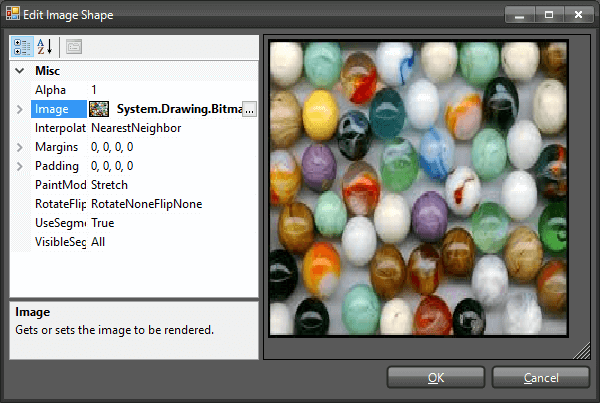 Edit Image Shape
Misc
Alpha 1
Image System.Drawing.Bitma ...
Interpolat NearestNeighbor
Margins 0, 0, 0, 0
Padding 0, 0, 0, 0
PaintMod Stretch
RotateFlip RotateNoneFlipNone
UseSegm True
VisibleSeg All
Image
Gets or sets the image to be rendered.
OK Cancel